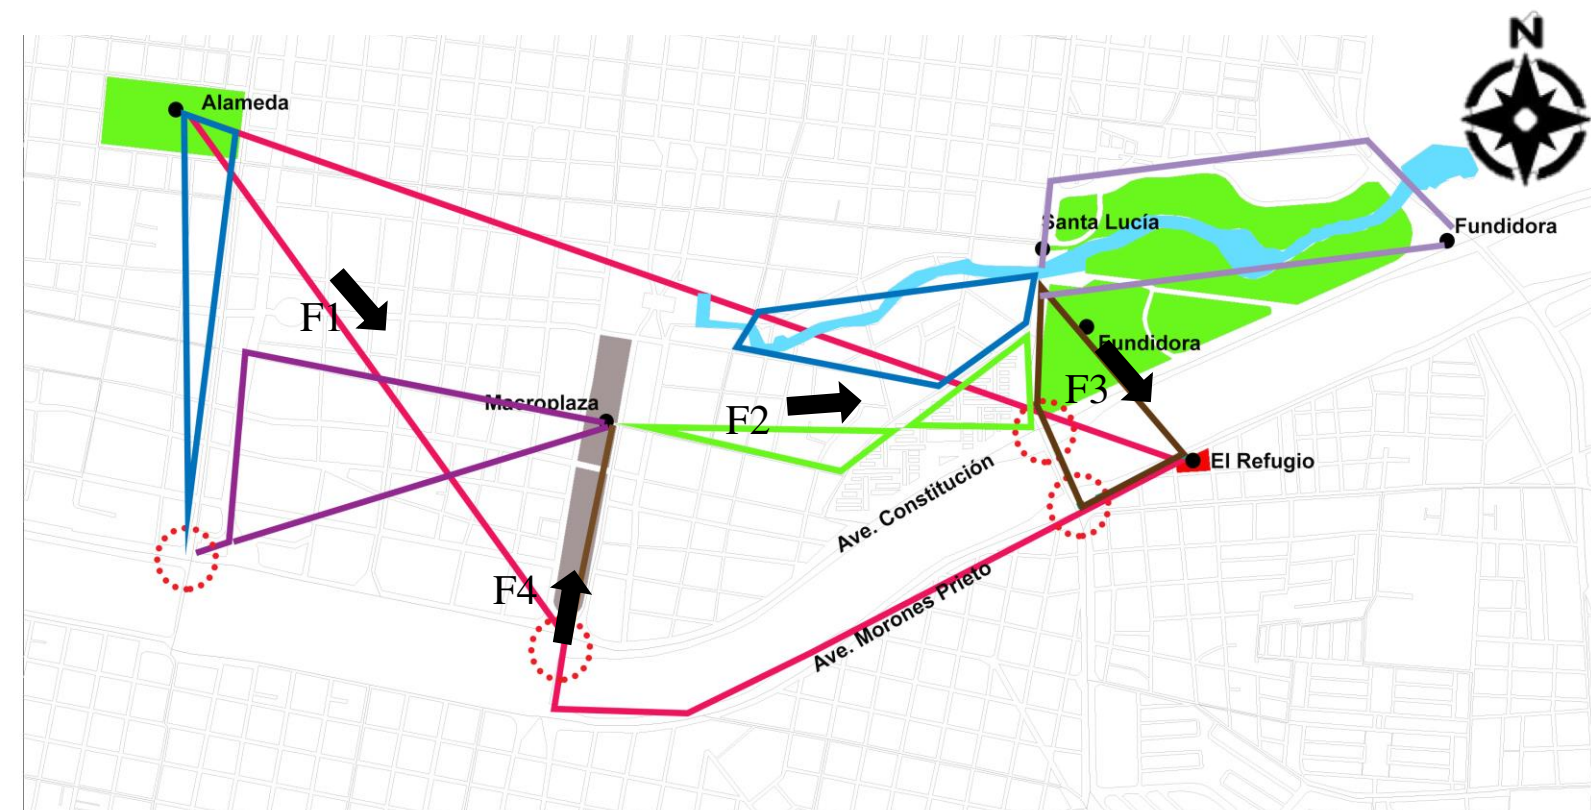 N
Alameda
Santa Lucía
Fundidora
F1
Fundidora
Macroplaza
F2
F3
El Refugio
Ave. Constitución
F4
Ave. Morones Prieto